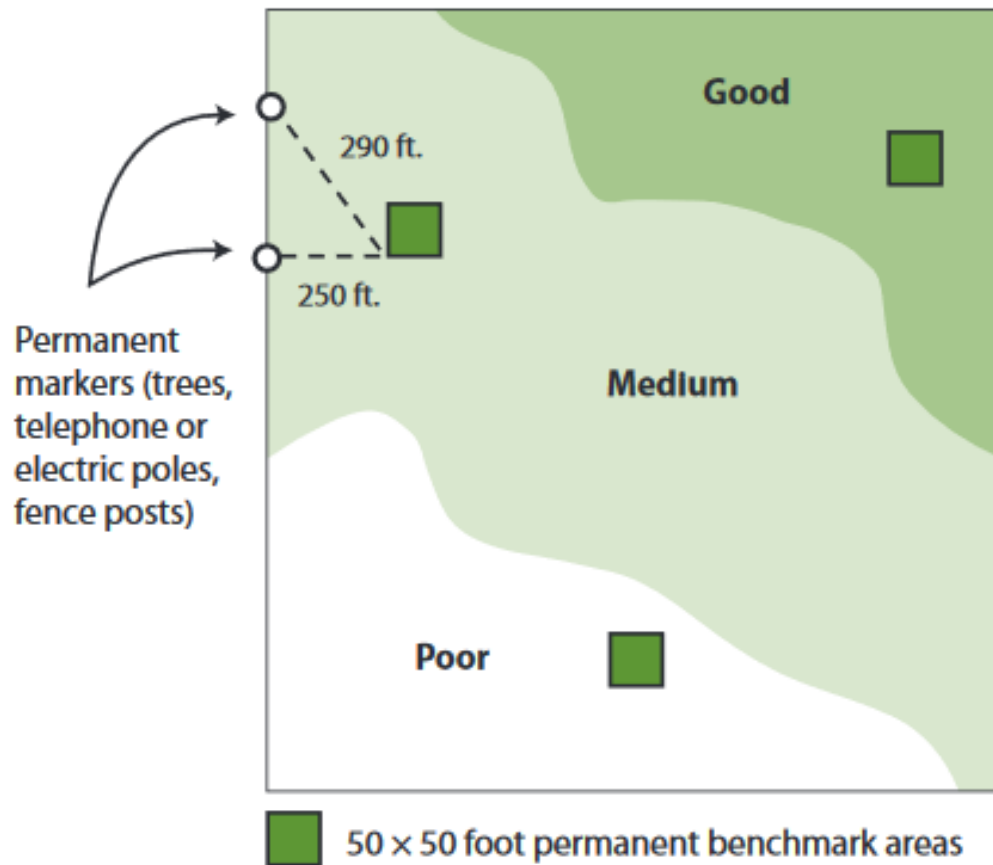 Good
290 ft.
250 ft.
Permanent
markers (trees,
telephone or
electric poles,
fence posts)
Medium
Poor
50 × 50 foot permanent benchmark areas